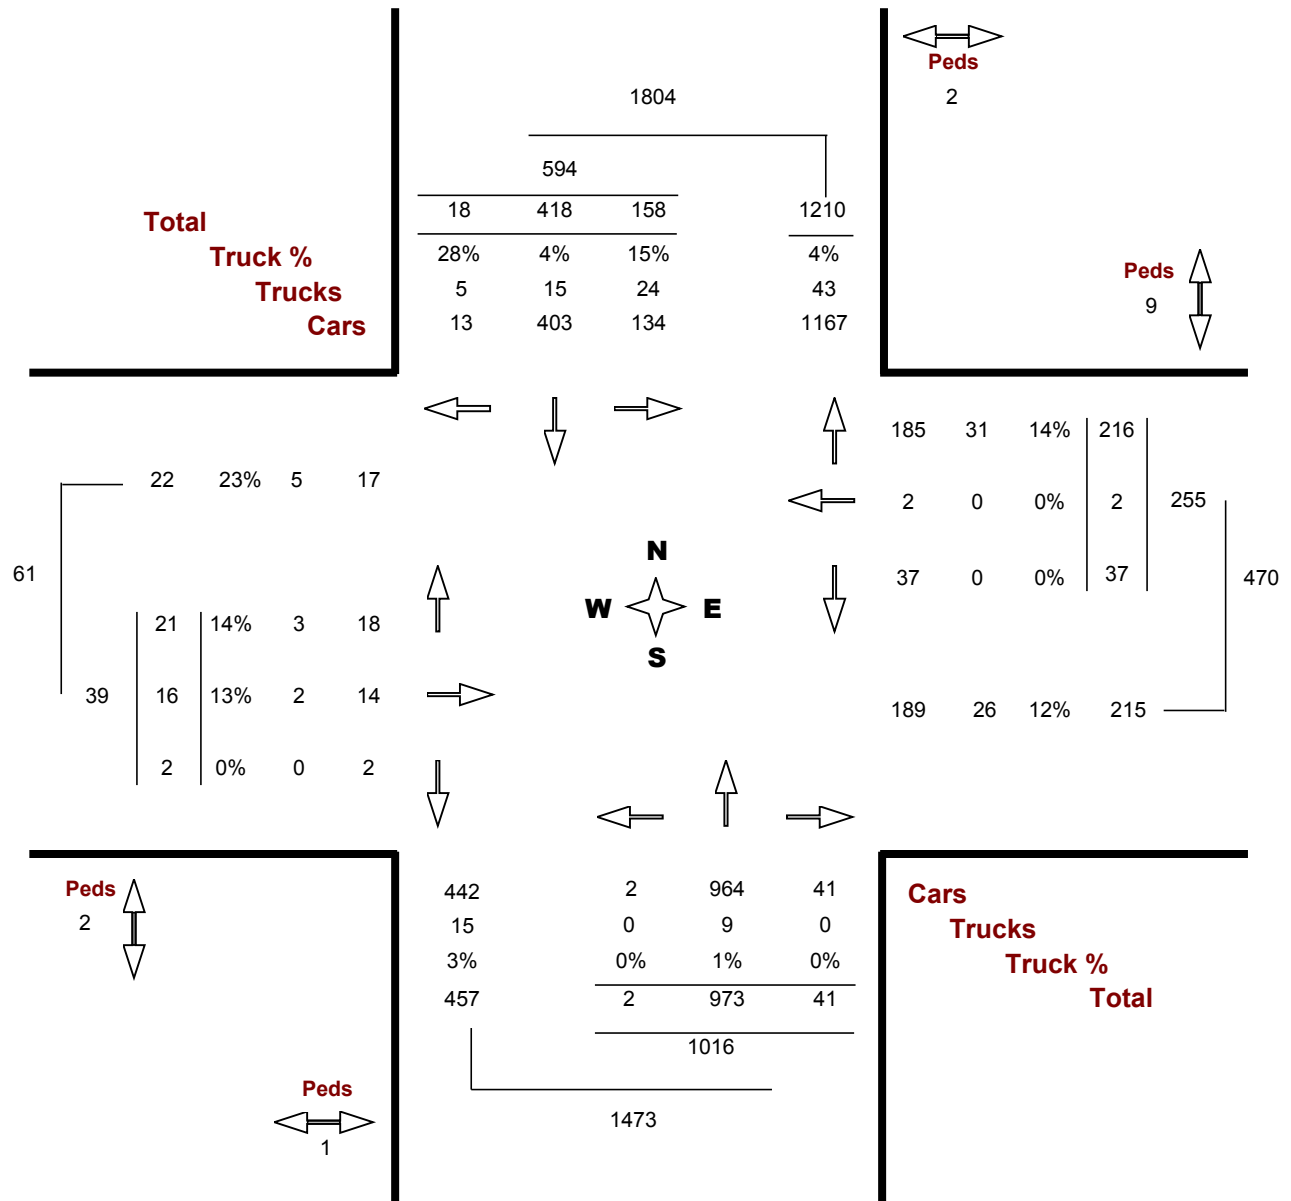 Peds
2
1804
594
18 418 158 1210
Total
28% 4% 15% 4%
Truck %
5 15 24 43
Trucks
13 403 134 1167
Cars
Peds
9
185 31 14% 216
22 23% 5 17
2 0 0% 2 255
N
61
37 0 0% 37 470
W E
21 14% 3 18
S
39 16 13% 2 14
189 26 12% 215
2 0% 0 2
Peds
2
442 2 964 41
Cars
15 0 9 0
Trucks
3% 0% 1% 0%
Truck %
457 2 973 41
Total
1016
Peds
1473
1